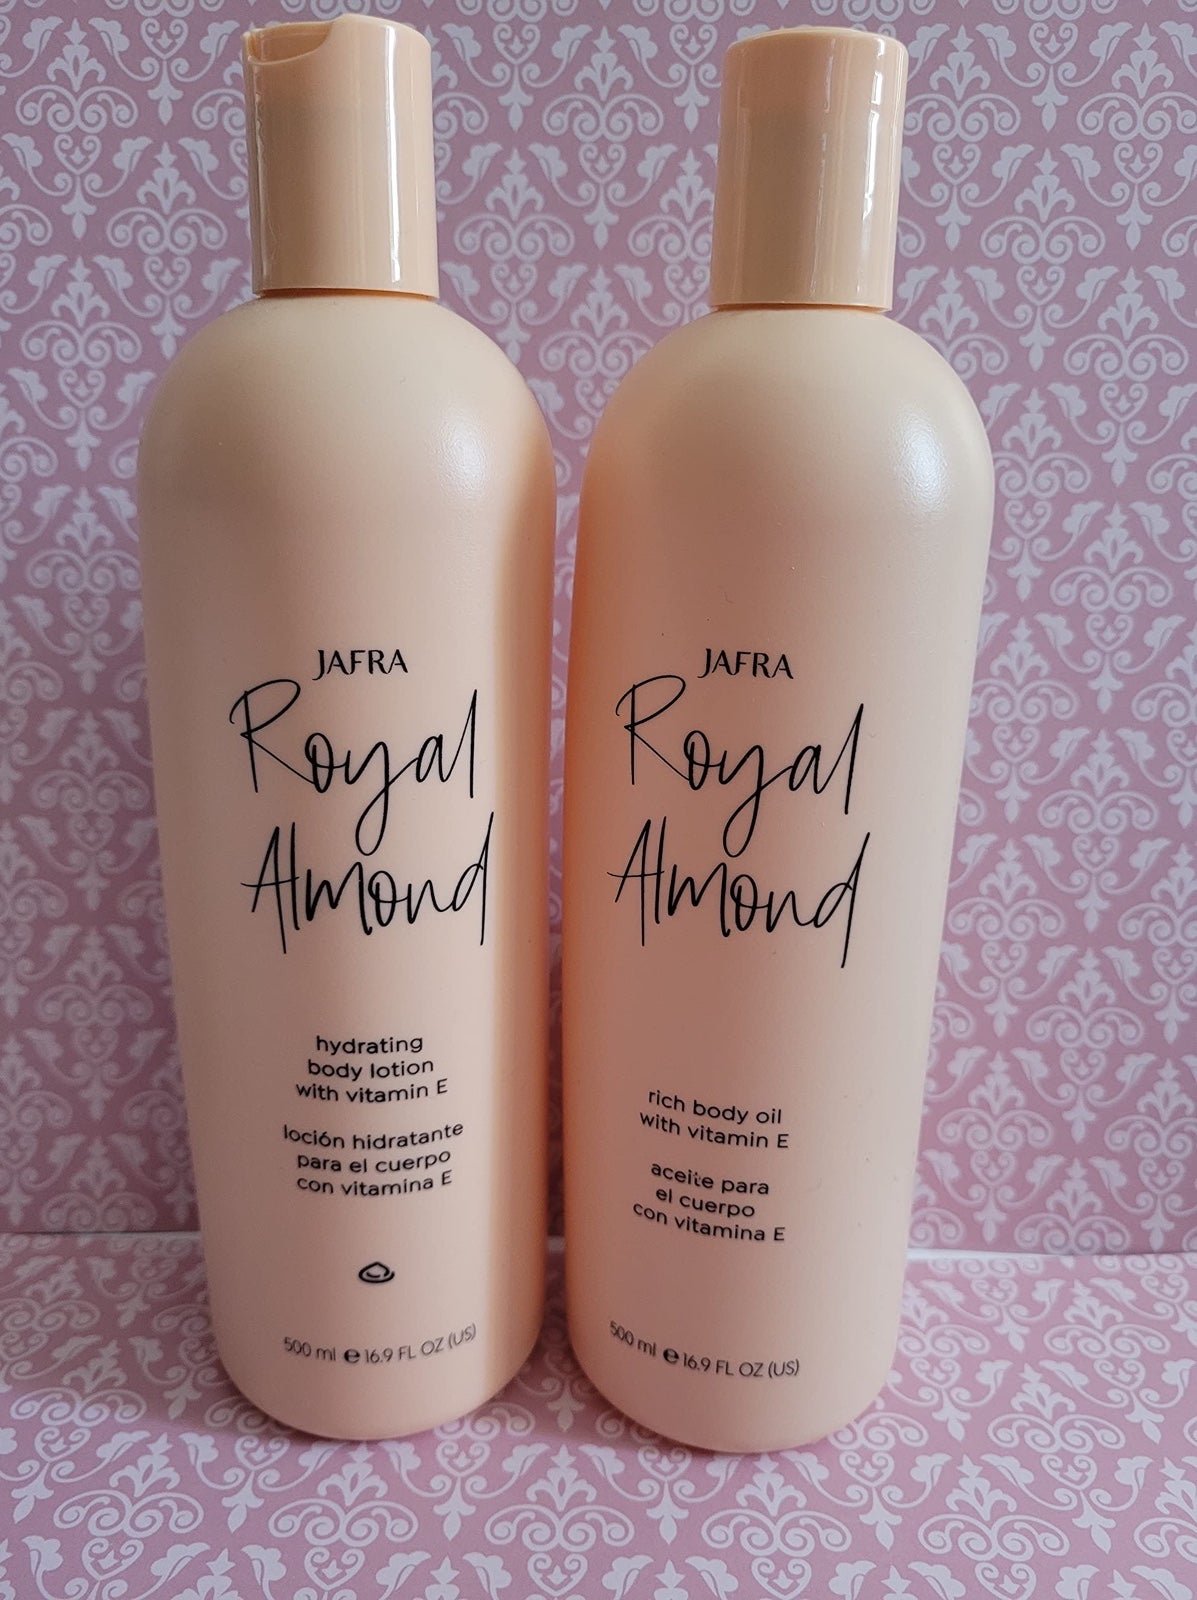 JAFRA
Royal
Almond
hydrating
body lotion
with vitamin E
loción hidratante
para el cuerpo
con vitamina E
500 ml ℮ 16.9 FL OZ (US)
JAFRA
Royal
Almond
rich body oil
with vitamin E
aceite para
el cuerpo
con vitamina E
500 ml ℮ 16.9 FL OZ (US)